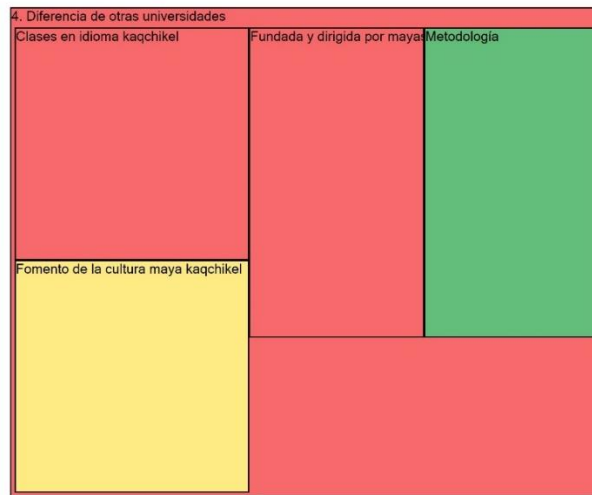 4. Diferencia de otras universidades
Clases en idioma kaqchikel
Fundada y dirigida por mayas
Metodología
Fomento de la cultura maya kaqchikel